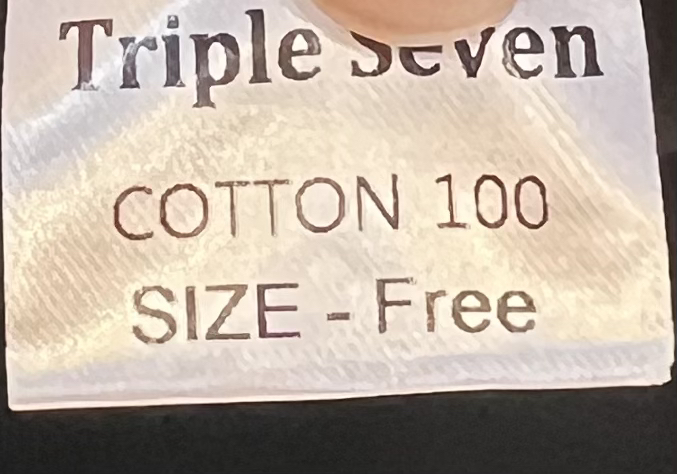 Triple Seven
COTTON 100
SIZE - Free